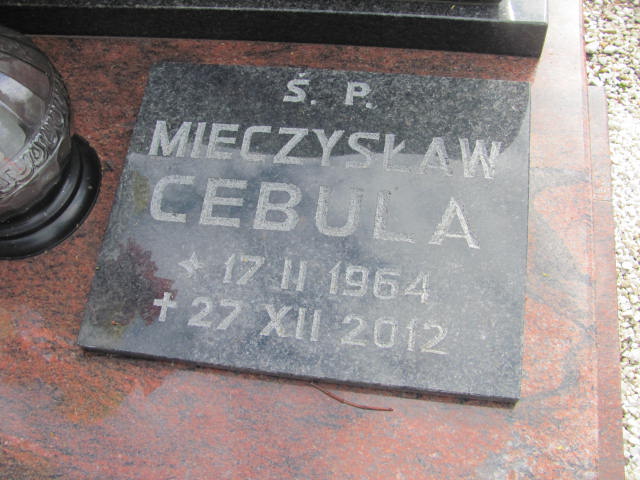 Ś. P.
MIECZYSŁAW
CEBULA
* 17 II 1964
✝ 27 XII 2012